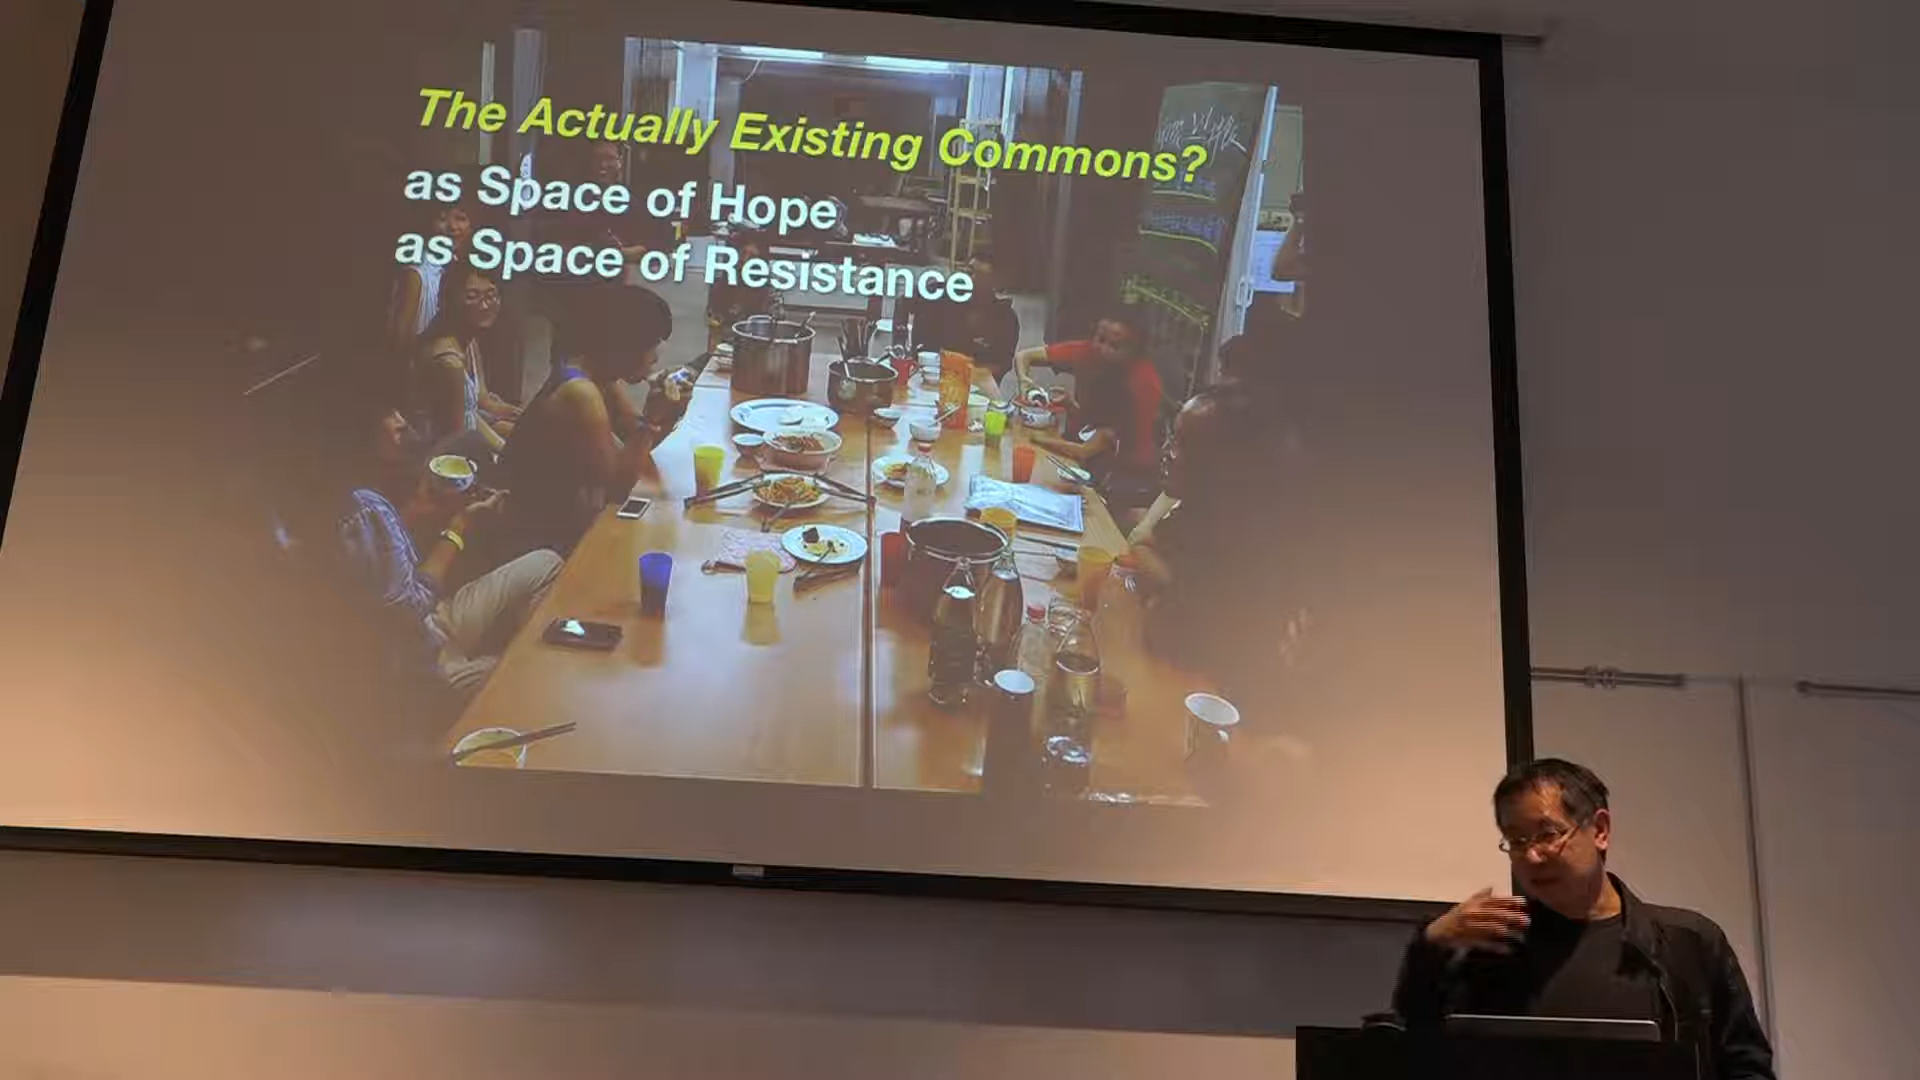 The Actually Existing Commons?
as Space of Hope
as Space of Resistance